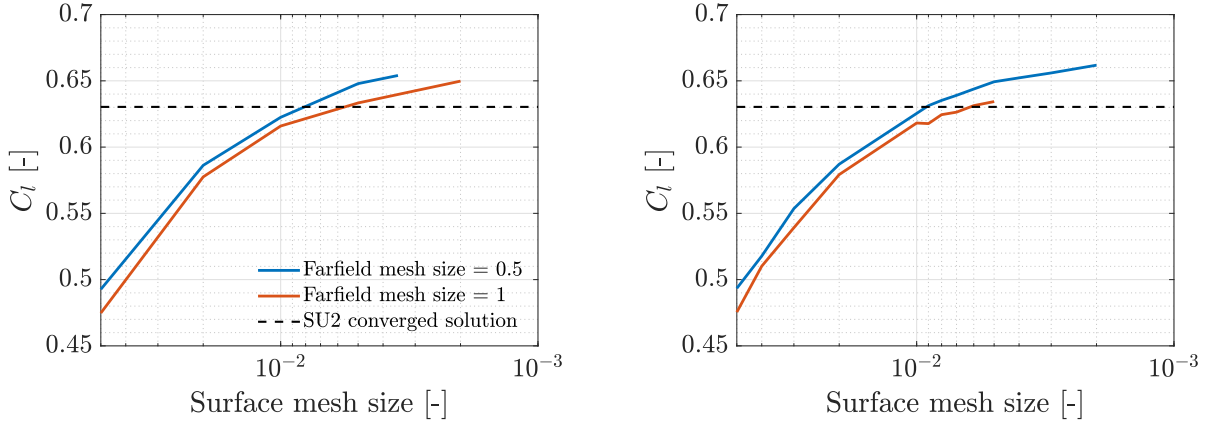 0.7
0.65
0.6
0.55
0.5
0.45
C_l [-]
10^-2
10^-3
Surface mesh size [-]
Farfield mesh size = 0.5
Farfield mesh size = 1
SU2 converged solution
0.7
0.65
0.6
0.55
0.5
0.45
C_l [-]
10^-2
10^-3
Surface mesh size [-]